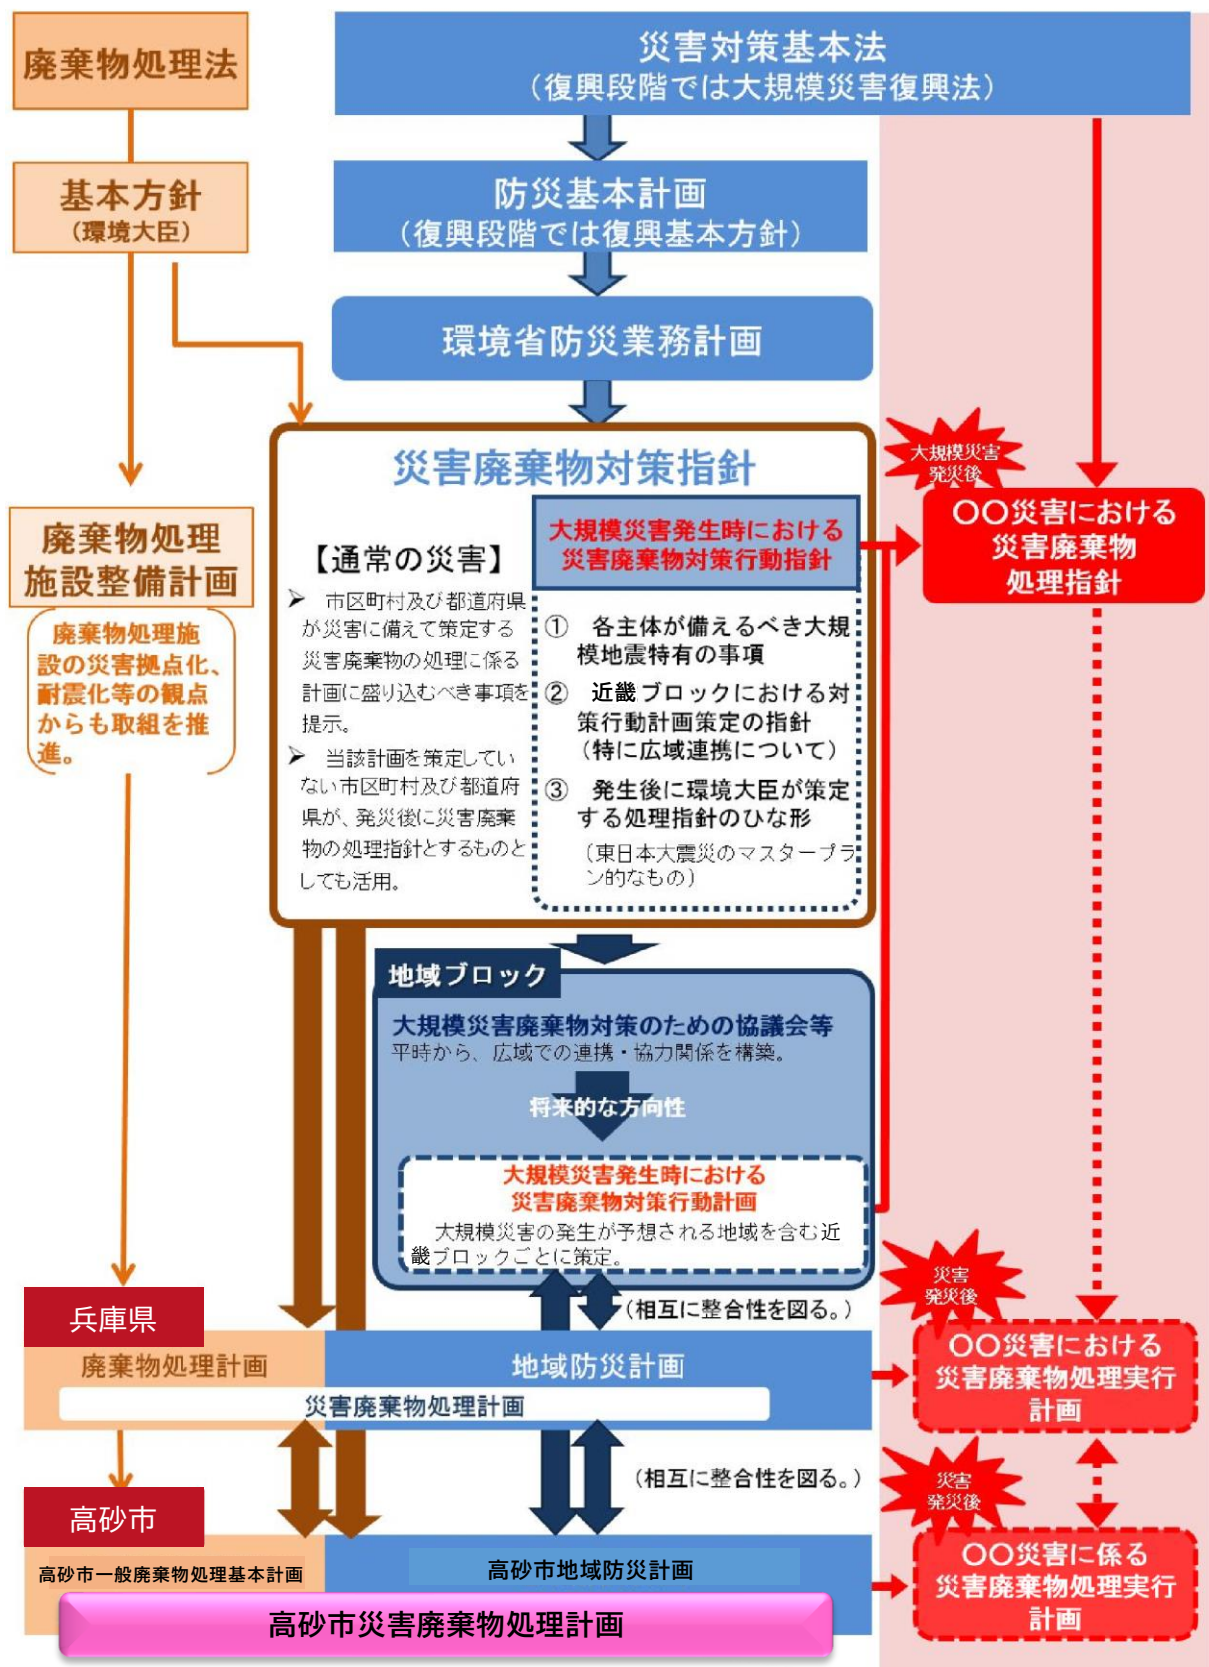 廃棄物処理法
災害対策基本法
（復興段階では大規模災害復興法）
基本方針
（環境大臣）
防災基本計画
（復興段階では復興基本方針）
環境省防災業務計画
災害廃棄物対策指針
【通常の災害】
➢ 市区町村及び都道府県
が災害に備えて策定する
災害廃棄物の処理に係る
計画に盛り込むべき事項を
提示。
➢ 当該計画を策定してい
ない市区町村及び都道府
県が、発災後に災害廃棄
物の処理指針とするものと
しても活用。
大規模災害発生時における
災害廃棄物対策行動指針
① 各主体が備えるべき大規
模地震特有の事項
② 近畿ブロックにおける対
策行動計画策定の指針
（特に広域連携について）
③ 発生後に環境大臣が策定
する処理指針のひな形
（東日本大震災のマスタープラ
ン的なもの）
大規模災害
発災後
〇〇災害における
災害廃棄物
処理指針
廃棄物処理
施設整備計画
廃棄物処理施
設の災害拠点化、
耐震化等の観点
からも取組を推
進。
地域ブロック
大規模災害廃棄物対策のための協議会等
平時から、広域での連携・協力関係を構築。
将来的な方向性
大規模災害発生時における
災害廃棄物対策行動計画
大規模災害の発生が予想される地域を含む近
畿ブロックごとに策定。
（相互に整合性を図る。）
兵庫県
廃棄物処理計画
地域防災計画
災害廃棄物処理計画
災害
発災後
〇〇災害における
災害廃棄物処理実行
計画
（相互に整合性を図る。）
高砂市
高砂市一般廃棄物処理基本計画
高砂市地域防災計画
高砂市災害廃棄物処理計画
災害
発災後
〇〇災害に係る
災害廃棄物処理実行
計画